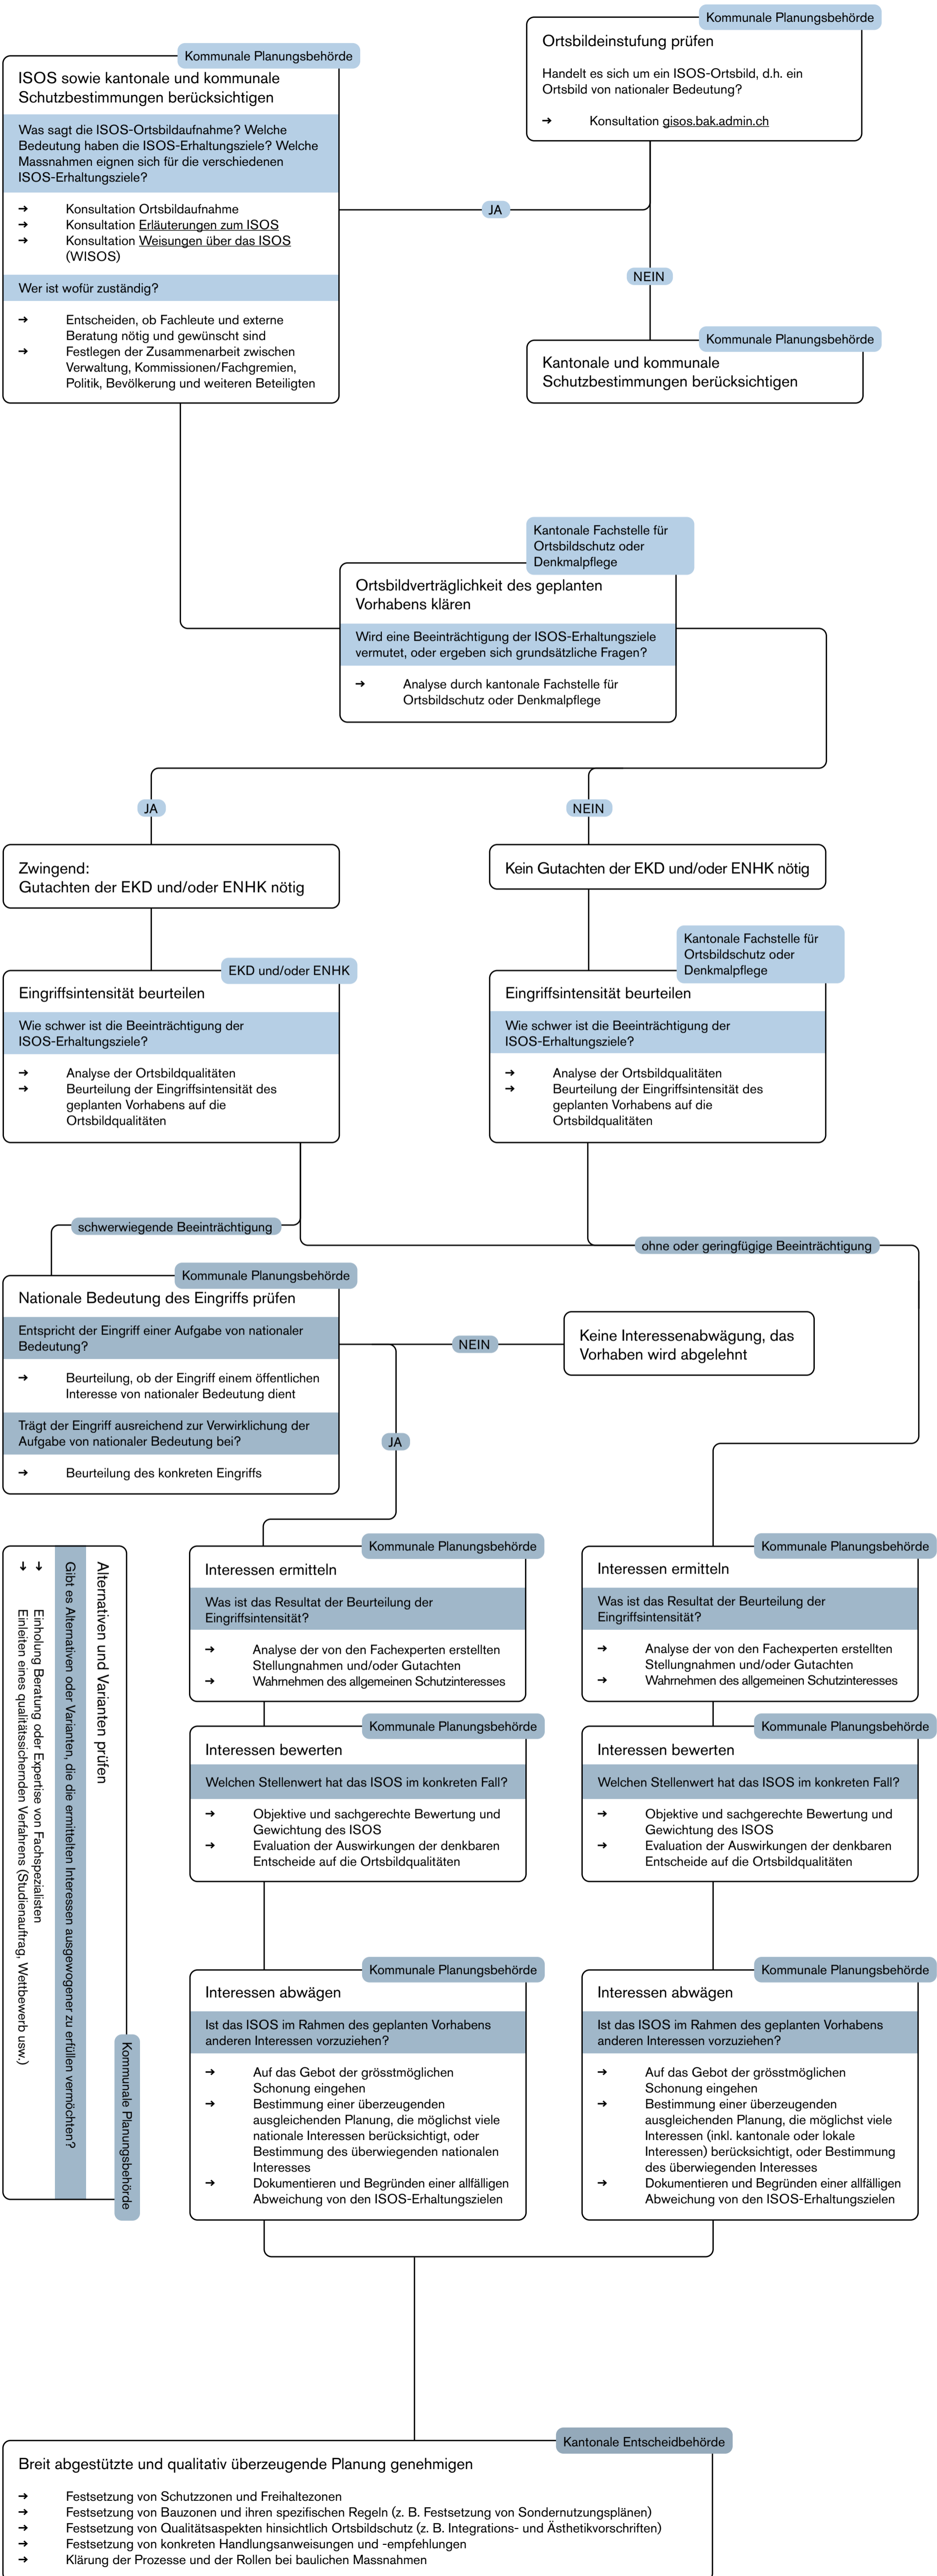 Kommunale Planungsbehörde
Ortsbildeinstufung prüfen
Handelt es sich um ein ISOS-Ortsbild, d.h. ein
Ortsbild von nationaler Bedeutung?
➜ Konsultation gisos.bak.admin.ch
Kommunale Planungsbehörde
ISOS sowie kantonale und kommunale
Schutzbestimmungen berücksichtigen
Was sagt die ISOS-Ortsbildaufnahme? Welche
Bedeutung haben die ISOS-Erhaltungsziele? Welche
Massnahmen eignen sich für die verschiedenen
ISOS-Erhaltungsziele?
➜ Konsultation Ortsbildaufnahme
➜ Konsultation Erläuterungen zum ISOS
➜ Konsultation Weisungen über das ISOS
(WISOS)
Wer ist wofür zuständig?
➜ Entscheiden, ob Fachleute und externe
Beratung nötig und gewünscht sind
➜ Festlegen der Zusammenarbeit zwischen
Verwaltung, Kommissionen/Fachgremien,
Politik, Bevölkerung und weiteren Beteiligten
JA
NEIN
Kommunale Planungsbehörde
Kantonale und kommunale
Schutzbestimmungen berücksichtigen
Kantonale Fachstelle für
Ortsbildschutz oder
Denkmalpflege
Ortsbildverträglichkeit des geplanten
Vorhabens klären
Wird eine Beeinträchtigung der ISOS-Erhaltungsziele
vermutet, oder ergeben sich grundsätzliche Fragen?
➜ Analyse durch kantonale Fachstelle für
Ortsbildschutz oder Denkmalpflege
JA
NEIN
Zwingend:
Gutachten der EKD und/oder ENHK nötig
Kein Gutachten der EKD und/oder ENHK nötig
EKD und/oder ENHK
Eingriffsintensität beurteilen
Wie schwer ist die Beeinträchtigung der
ISOS-Erhaltungsziele?
➜ Analyse der Ortsbildqualitäten
➜ Beurteilung der Eingriffsintensität des
geplanten Vorhabens auf die
Ortsbildqualitäten
Kantonale Fachstelle für
Ortsbildschutz oder
Denkmalpflege
Eingriffsintensität beurteilen
Wie schwer ist die Beeinträchtigung der
ISOS-Erhaltungsziele?
➜ Analyse der Ortsbildqualitäten
➜ Beurteilung der Eingriffsintensität des
geplanten Vorhabens auf die
Ortsbildqualitäten
schwerwiegende Beeinträchtigung
ohne oder geringfügige Beeinträchtigung
Kommunale Planungsbehörde
Nationale Bedeutung des Eingriffs prüfen
Entspricht der Eingriff einer Aufgabe von nationaler
Bedeutung?
➜ Beurteilung, ob der Eingriff einem öffentlichen
Interesse von nationaler Bedeutung dient
Trägt der Eingriff ausreichend zur Verwirklichung der
Aufgabe von nationaler Bedeutung bei?
➜ Beurteilung des konkreten Eingriffs
NEIN
Keine Interessenabwägung, das
Vorhaben wird abgelehnt
JA
Kommunale Planungsbehörde
Alternativen und Varianten prüfen
Gibt es Alternativen oder Varianten, die die ermittelten Interessen ausgewogener zu erfüllen vermöchten?
➜ Einholung Beratung oder Expertise von Fachspezialisten
➜ Einleiten eines qualitätssichernden Verfahrens (Studienauftrag, Wettbewerb usw.)
Kommunale Planungsbehörde
Interessen ermitteln
Was ist das Resultat der Beurteilung der
Eingriffsintensität?
➜ Analyse der von den Fachexperten erstellten
Stellungnahmen und/oder Gutachten
➜ Wahrnehmen des allgemeinen Schutzinteresses
Kommunale Planungsbehörde
Interessen bewerten
Welchen Stellenwert hat das ISOS im konkreten Fall?
➜ Objektive und sachgerechte Bewertung und
Gewichtung des ISOS
➜ Evaluation der Auswirkungen der denkbaren
Entscheide auf die Ortsbildqualitäten
Kommunale Planungsbehörde
Interessen abwägen
Ist das ISOS im Rahmen des geplanten Vorhabens
anderen Interessen vorzuziehen?
➜ Auf das Gebot der grösstmöglichen
Schonung eingehen
➜ Bestimmung einer überzeugenden
ausgleichenden Planung, die möglichst viele
nationale Interessen berücksichtigt, oder
Bestimmung des überwiegenden nationalen
Interesses
➜ Dokumentieren und Begründen einer allfälligen
Abweichung von den ISOS-Erhaltungszielen
Kommunale Planungsbehörde
Interessen ermitteln
Was ist das Resultat der Beurteilung der
Eingriffsintensität?
➜ Analyse der von den Fachexperten erstellten
Stellungnahmen und/oder Gutachten
➜ Wahrnehmen des allgemeinen Schutzinteresses
Kommunale Planungsbehörde
Interessen bewerten
Welchen Stellenwert hat das ISOS im konkreten Fall?
➜ Objektive und sachgerechte Bewertung und
Gewichtung des ISOS
➜ Evaluation der Auswirkungen der denkbaren
Entscheide auf die Ortsbildqualitäten
Kommunale Planungsbehörde
Interessen abwägen
Ist das ISOS im Rahmen des geplanten Vorhabens
anderen Interessen vorzuziehen?
➜ Auf das Gebot der grösstmöglichen
Schonung eingehen
➜ Bestimmung einer überzeugenden
ausgleichenden Planung, die möglichst viele
Interessen (inkl. kantonale oder lokale
Interessen) berücksichtigt, oder Bestimmung
des überwiegenden Interesses
➜ Dokumentieren und Begründen einer allfälligen
Abweichung von den ISOS-Erhaltungszielen
Kantonale Entscheidbehörde
Breit abgestützte und qualitativ überzeugende Planung genehmigen
➜ Festsetzung von Schutzzonen und Freihaltezonen
➜ Festsetzung von Bauzonen und ihren spezifischen Regeln (z. B. Festsetzung von Sondernutzungsplänen)
➜ Festsetzung von Qualitätsaspekten hinsichtlich Ortsbildschutz (z. B. Integrations- und Ästhetikvorschriften)
➜ Festsetzung von konkreten Handlungsanweisungen und -empfehlungen
➜ Klärung der Prozesse und der Rollen bei baulichen Massnahmen